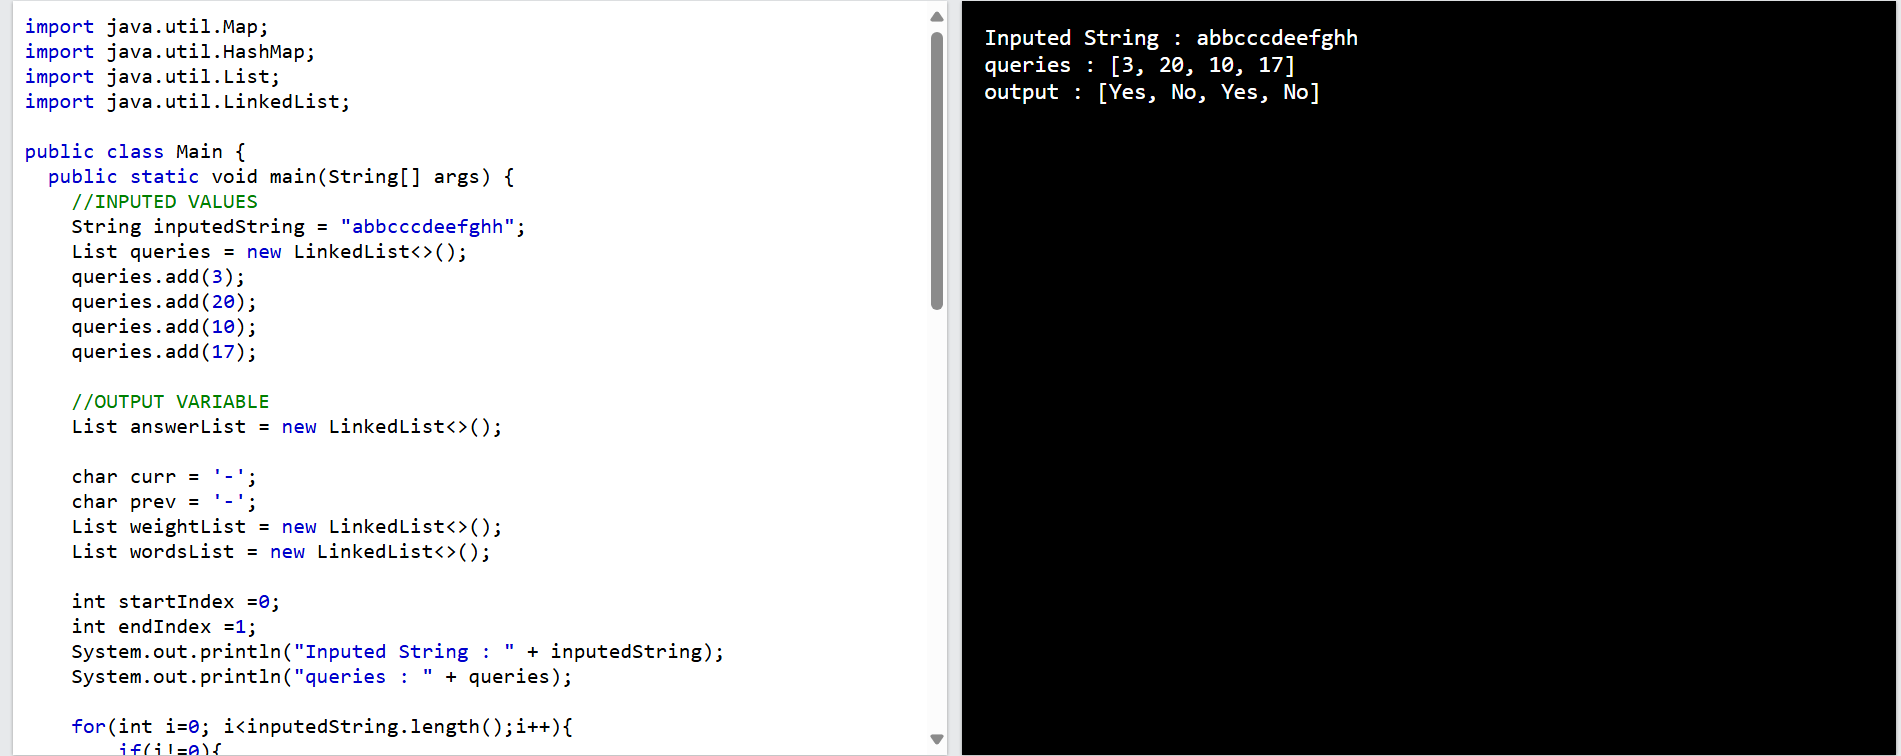 import java.util.Map;
import java.util.HashMap;
import java.util.List;
import java.util.LinkedList;
public class Main {
public static void main(String[] args) {
//INPUTED VALUES
String inputedString = "abbcccdeefghh";
List queries = new LinkedList<>();
queries.add(3);
queries.add(20);
queries.add(10);
queries.add(17);
//OUTPUT VARIABLE
List answerList = new LinkedList<>();
char curr = '-';
char prev = '-';
List weightList = new LinkedList<>();
List wordsList = new LinkedList<>();
int startIndex =0;
int endIndex =1;
System.out.println("Inputed String : " + inputedString);
System.out.println("queries : " + queries);
for(int i=0; i<inputedString.length();i++){
if(i!=0){
Inputed String : abbcccdeefghh
queries : [3, 20, 10, 17]
output : [Yes, No, Yes, No]